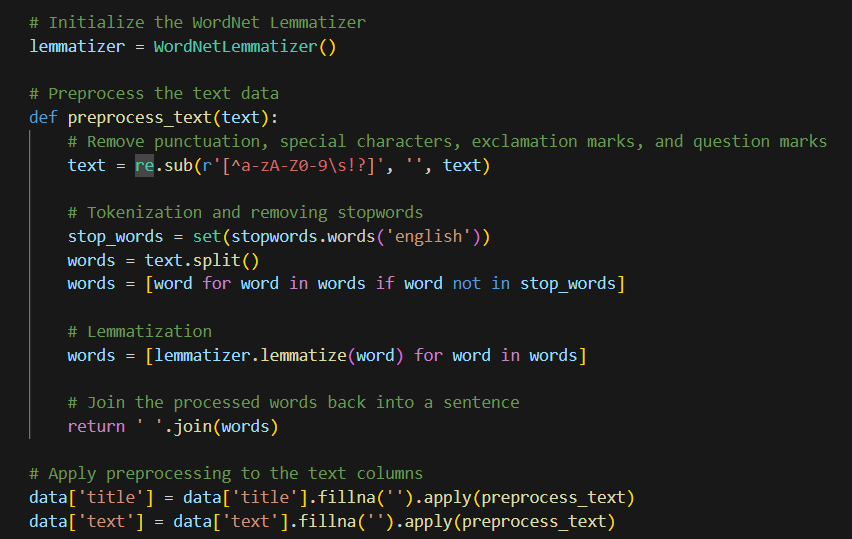 # Initialize the WordNet Lemmatizer
lemmatizer = WordNetLemmatizer()

# Preprocess the text data
def preprocess_text(text):
    # Remove punctuation, special characters, exclamation marks, and question marks
    text = re.sub(r'[^a-zA-Z0-9\s!?]', '', text)

    # Tokenization and removing stopwords
    stop_words = set(stopwords.words('english'))
    words = text.split()
    words = [word for word in words if word not in stop_words]

    # Lemmatization
    words = [lemmatizer.lemmatize(word) for word in words]

    # Join the processed words back into a sentence
    return ' '.join(words)

# Apply preprocessing to the text columns
data['title'] = data['title'].fillna('').apply(preprocess_text)
data['text'] = data['text'].fillna('').apply(preprocess_text)